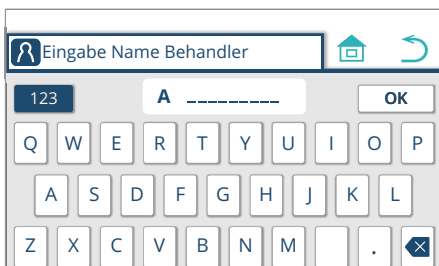 Eingabe Name Behandler
123 A _________ OK
Q W E R T Y U I O P
A S D F G H J K L
Z X C V B N M .